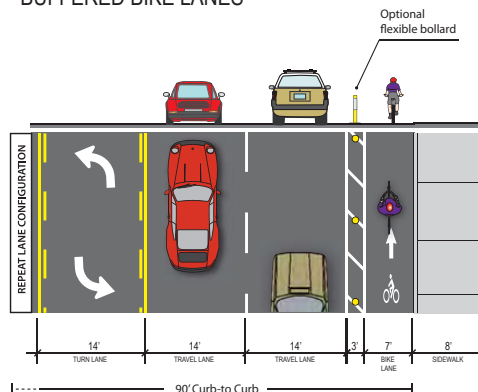 BUFFERED BIKE LANES
Optional
flexible bollard
REPEAT LANE CONFIGURATION
14'
TURN LANE
14'
TRAVEL LANE
14'
TRAVEL LANE
3'
7'
BIKE
LANE
8'
SIDEWALK
90' Curb-to Curb